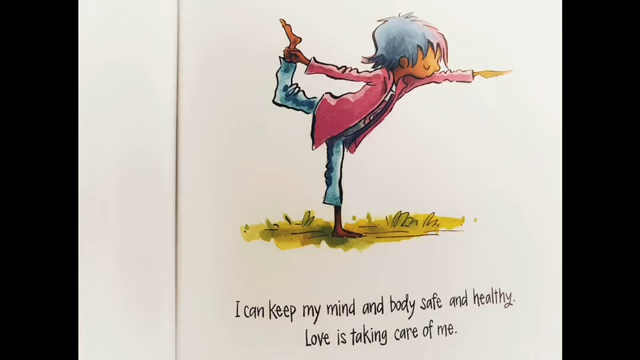 I can keep my mind and body safe and healthy.
Love is taking care of me.